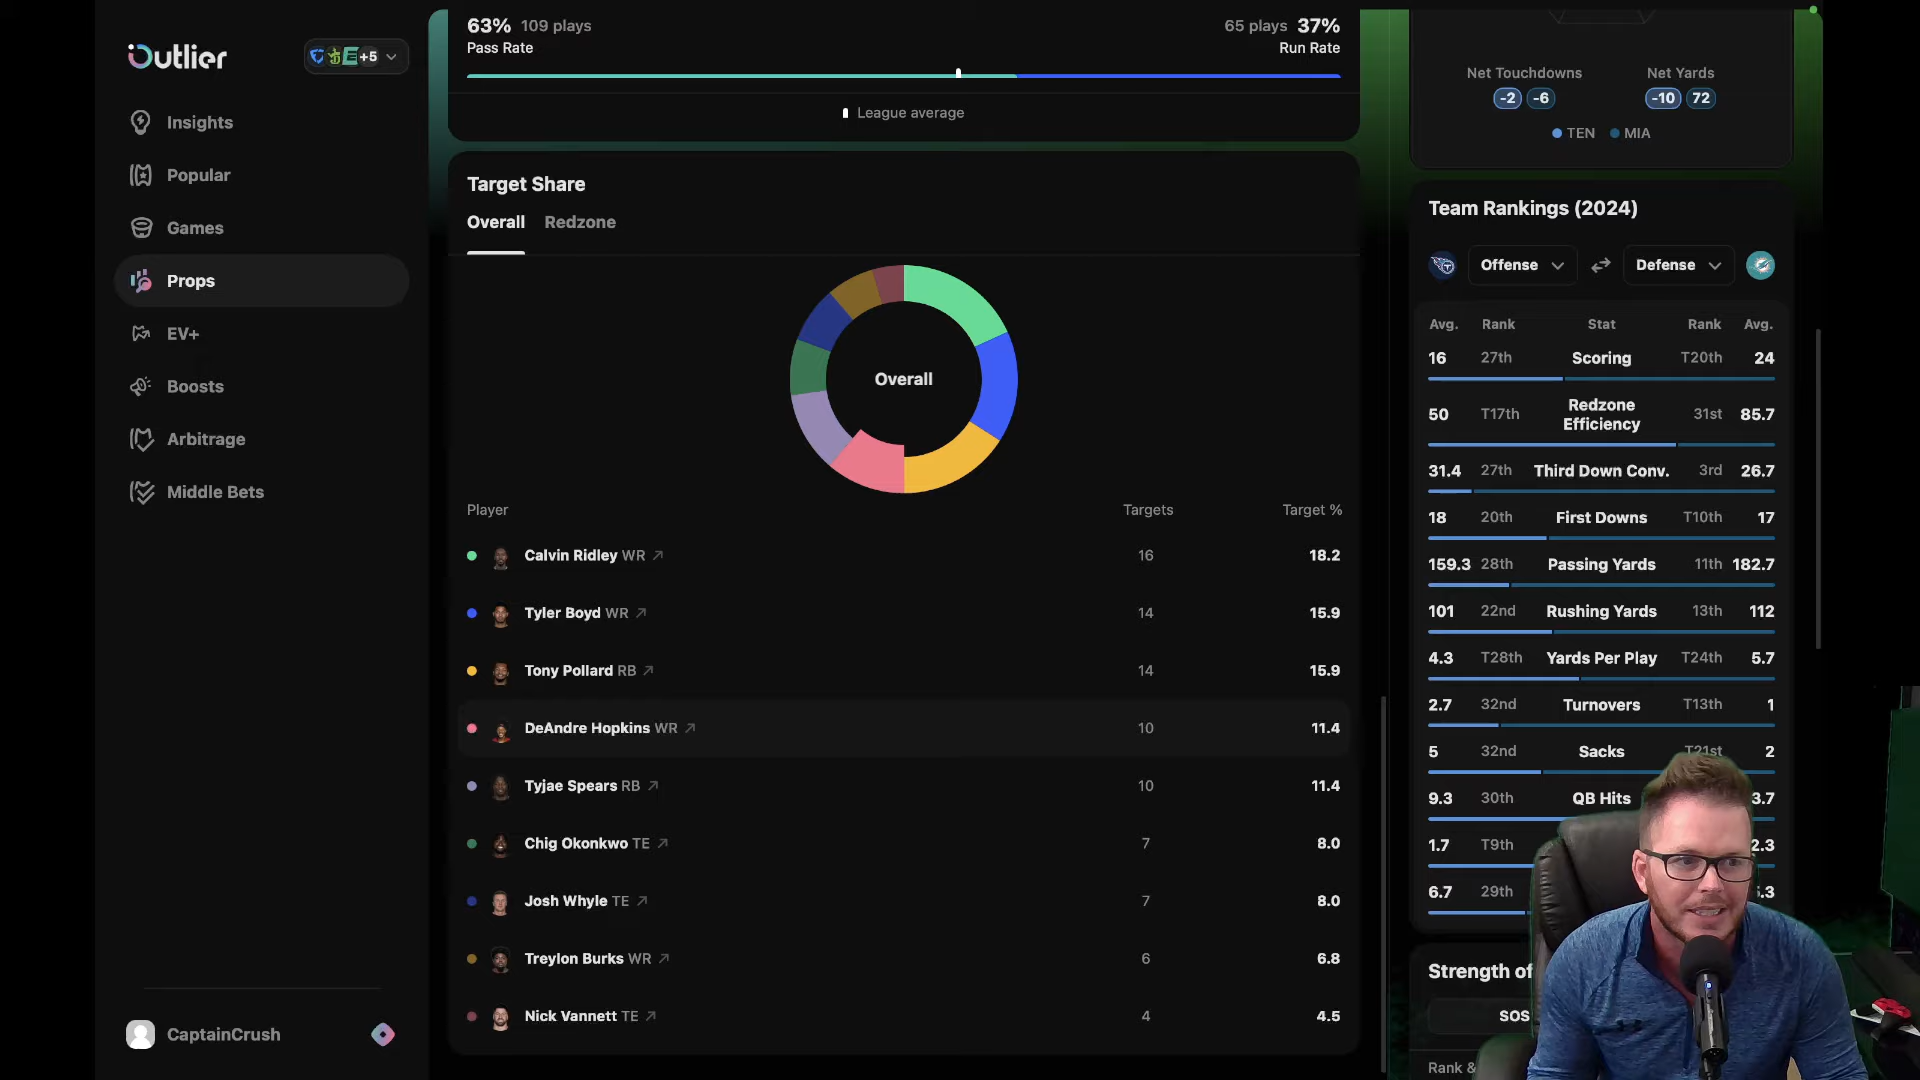 Outlier
+5
Insights
Popular
Games
Props
EV+
Boosts
Arbitrage
Middle Bets
CaptainCrush
63% 109 plays 65 plays 37%
Pass Rate Run Rate
League average
Target Share
Overall Redzone
Overall
Player Targets Target %
Calvin Ridley WR 16 18.2
Tyler Boyd WR 14 15.9
Tony Pollard RB 14 15.9
DeAndre Hopkins WR 10 11.4
Tyjae Spears RB 10 11.4
Chig Okonkwo TE 7 8.0
Josh Whyle TE 7 8.0
Treylon Burks WR 6 6.8
Nick Vannett TE 4 4.5
Net Touchdowns Net Yards
-2 -6 -10 72
TEN MIA
Team Rankings (2024)
Offense Defense
Avg. Rank Stat Rank Avg.
16 27th Scoring T20th 24
50 T17th Redzone Efficiency 31st 85.7
31.4 27th Third Down Conv. 3rd 26.7
18 20th First Downs T10th 17
159.3 28th Passing Yards 11th 182.7
101 22nd Rushing Yards 13th 112
4.3 T28th Yards Per Play T24th 5.7
2.7 32nd Turnovers T13th 1
5 32nd Sacks T21st 2
9.3 30th QB Hits 3.7
1.7 T9th 2.3
6.7 29th .3
Strength of
SOS
Rank &